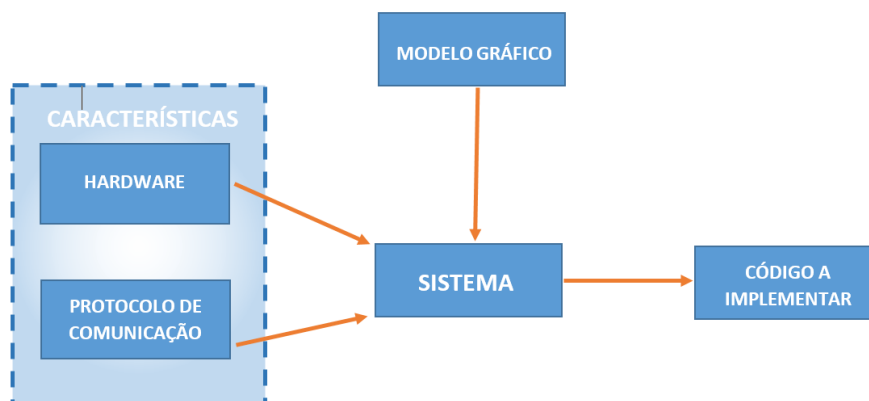 MODELO GRÁFICO
CARACTERÍSTICAS
HARDWARE
SISTEMA
CÓDIGO A
IMPLEMENTAR
PROTOCOLO DE
COMUNICAÇÃO